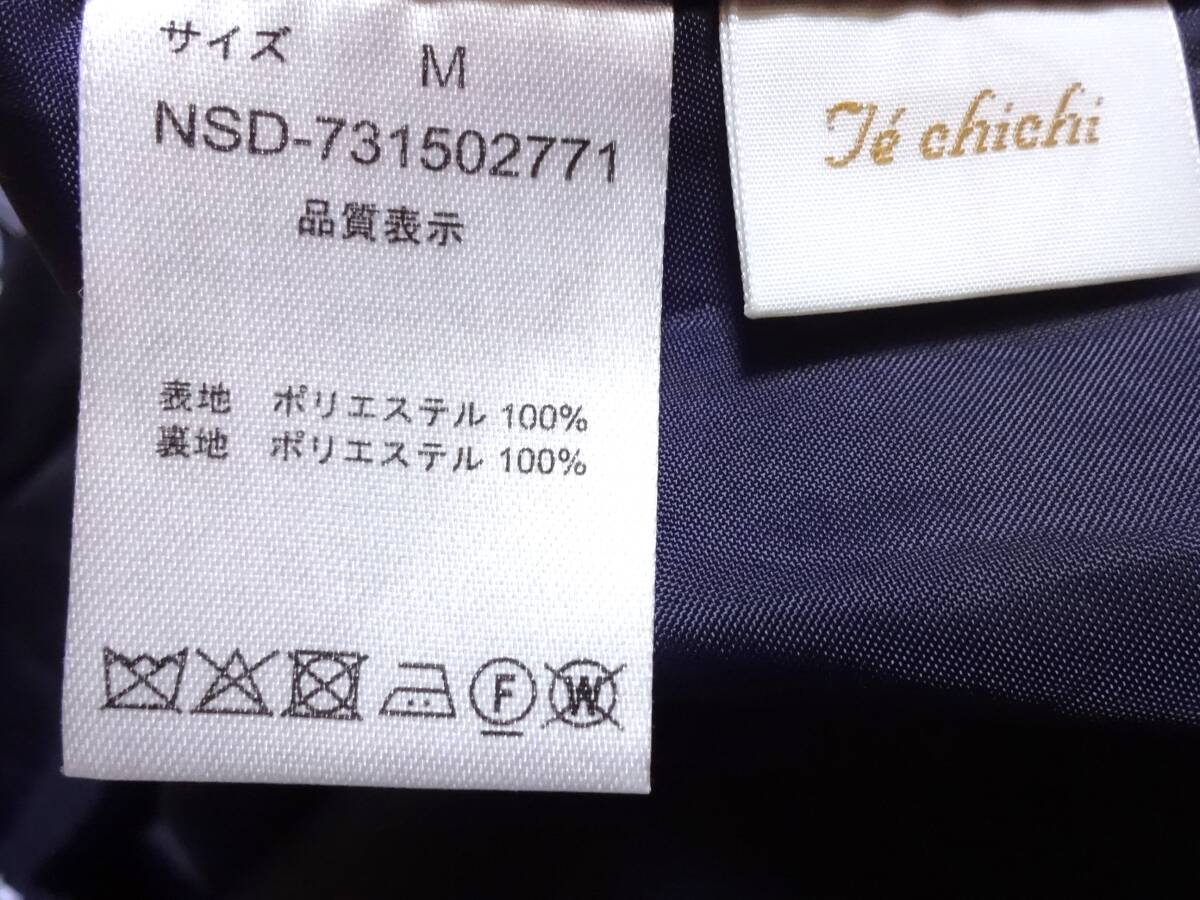 サイズ M
NSD-731502771
品質表示
表地 ポリエステル 100%
裏地 ポリエステル 100%
F
W
Té chichi